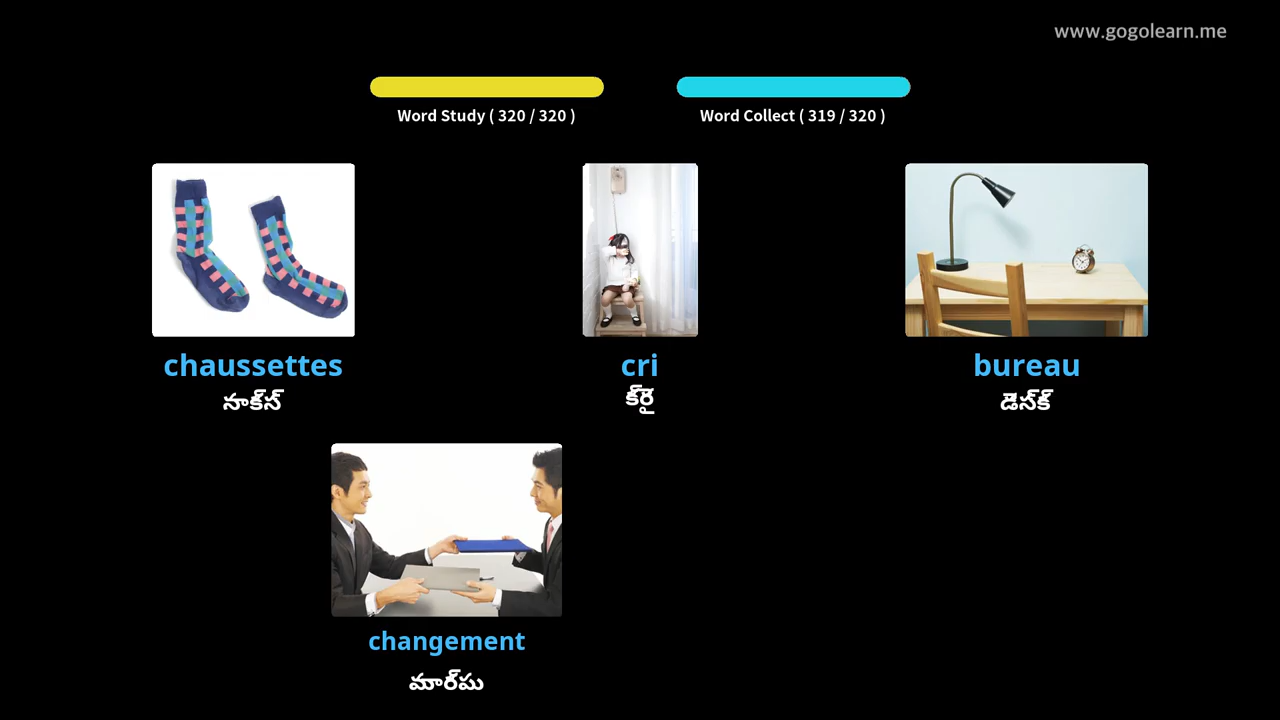 www.gogolearn.me
Word Study ( 320 / 320 )
Word Collect ( 319 / 320 )
chaussettes
సాక్స్
cri
క్రై
bureau
డెస్క్
changement
మార్పు